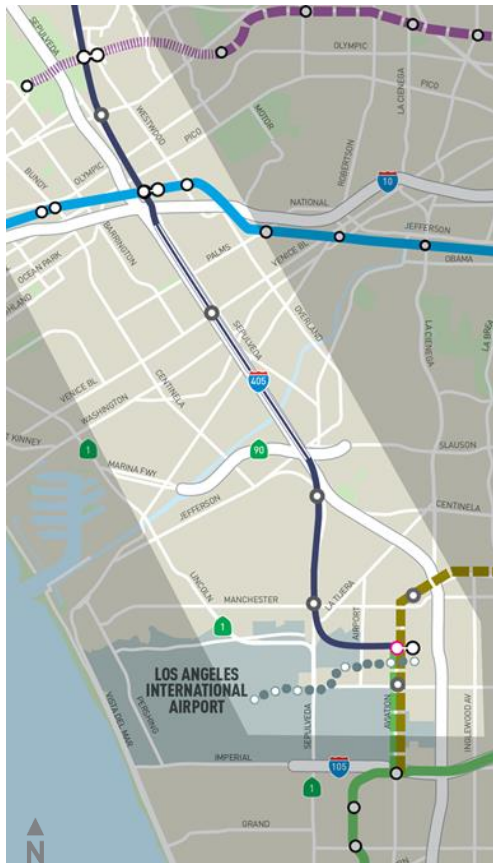 SEPULVEDA
OLYMPIC
PICO
LA CIENEGA
WESTWOOD
PICO
MOTOR
ROBERTSON
BUNDY
OLYMPIC
10
NATIONAL
BARRINGTON
JEFFERSON
OCEAN PARK
PALMS
VENICE BL
OBAMA
HLAND
SEPULVEDA
OVERLAND
LA CIENEGA
LA BREA
405
CENTINELA
VENICE BL
WASHINGTON
T KINNEY
1
90
SLAUSON
MARINA FWY
JEFFERSON
CENTINELA
LINCOLN
MANCHESTER
LA TIJERA
AIRPORT
1
LOS ANGELES
INTERNATIONAL
AIRPORT
VISTA DEL MAR
PERSHING
SEPULVEDA
AVIATION
INGLEWOOD AV
IMPERIAL
105
1
GRAND
N